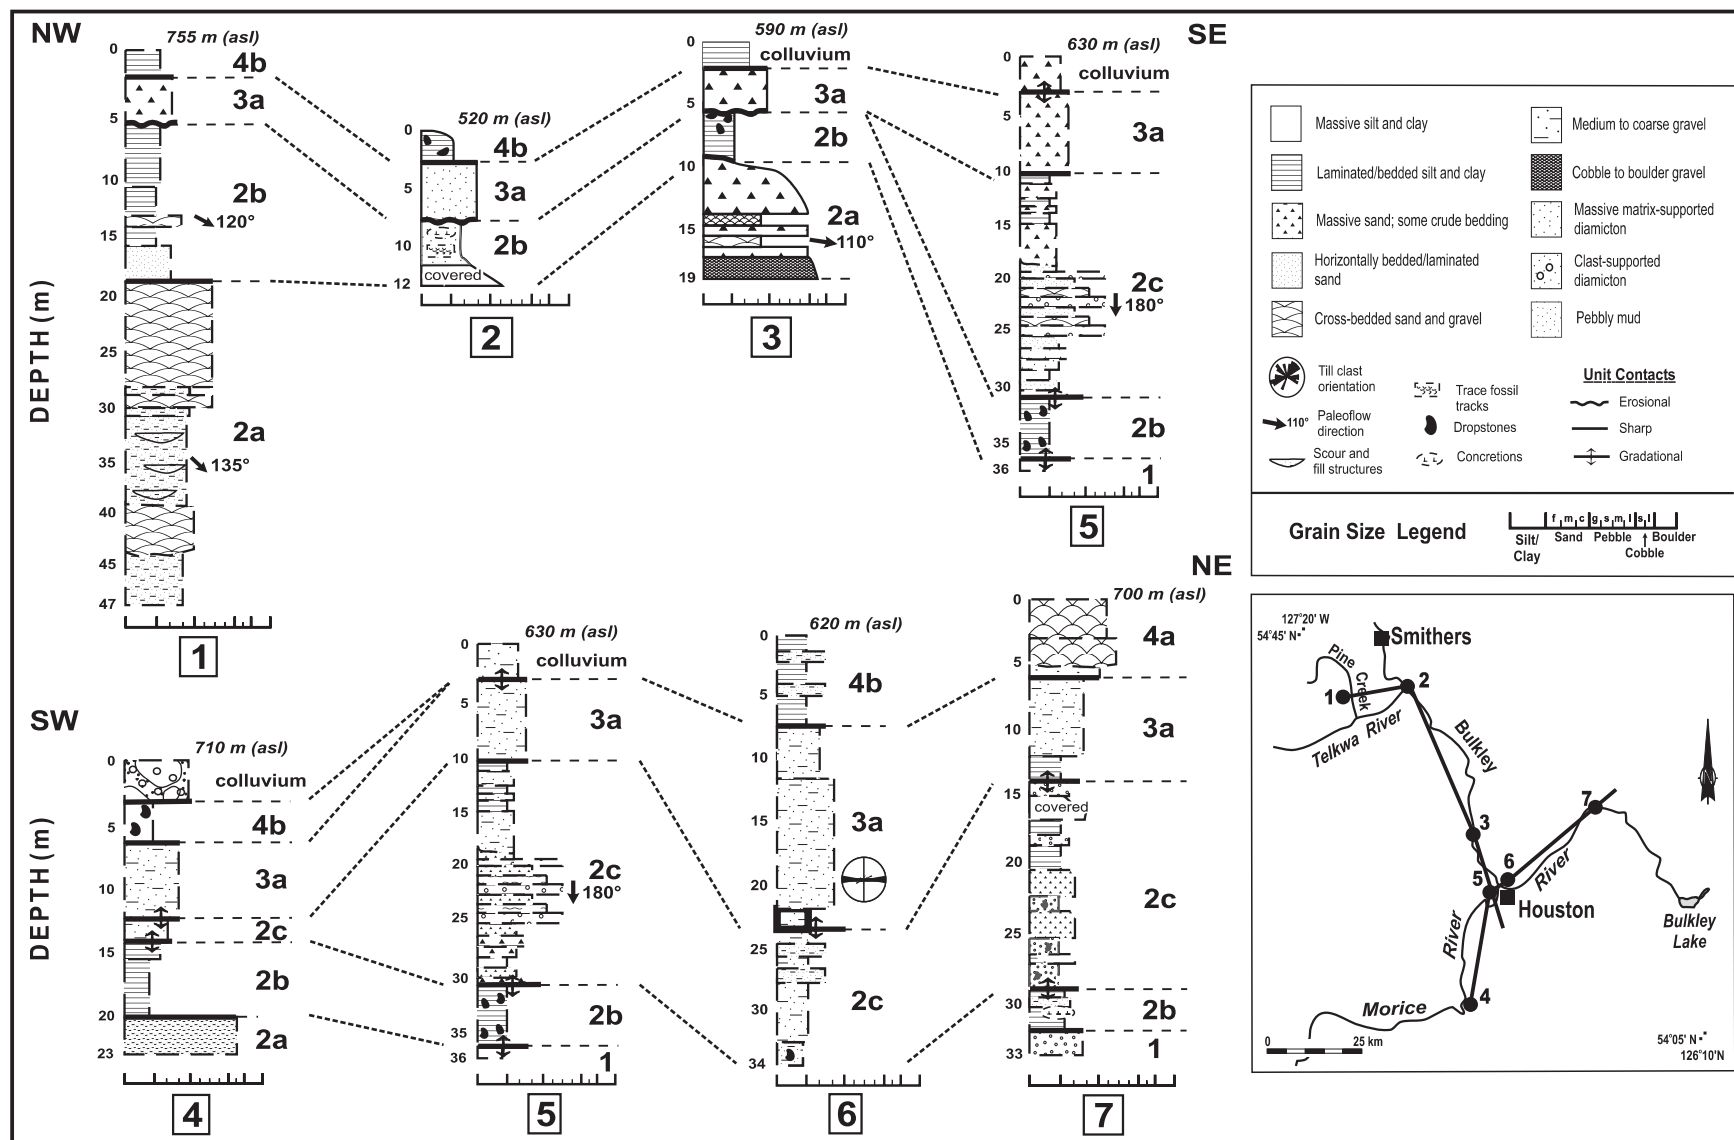 NW
SE
755 m (asl)
0
5
10
15
20
25
30
35
40
45
47
4b
3a
2b
120°
2a
135°
DEPTH (m)
1
520 m (asl)
0
5
10
12
4b
3a
2b
covered
2
590 m (asl)
colluvium
0
5
10
15
19
3a
2b
2a
110°
3
630 m (asl)
colluvium
0
5
10
15
20
25
30
35
36
3a
2c
180°
2b
1
5
Massive silt and clay
Laminated/bedded silt and clay
Massive sand; some crude bedding
Horizontally bedded/laminated
sand
Cross-bedded sand and gravel
Medium to coarse gravel
Cobble to boulder gravel
Massive matrix-supported
diamicton
Clast-supported
diamicton
Pebbly mud
Till clast
orientation
110°
Paleoflow
direction
Scour and
fill structures
Trace fossil
tracks
Dropstones
Concretions
Unit Contacts
Erosional
Sharp
Gradational
Grain Size Legend
f m c g s m l s l
Silt/
Clay
Sand
Pebble
Cobble
Boulder
SW
NE
710 m (asl)
colluvium
0
5
10
15
20
23
4b
3a
2c
2b
2a
DEPTH (m)
4
630 m (asl)
colluvium
0
5
10
15
20
25
30
35
36
3a
2c
180°
2b
1
5
620 m (asl)
0
5
10
15
20
25
30
34
4b
3a
2c
6
700 m (asl)
0
5
10
15
20
25
30
33
4a
3a
covered
2c
2b
1
7
127°20' W
54°45' N
Smithers
Pine
Creek
1
2
Telkwa River
Bulkley
3
7
6
5
River
Houston
River
Bulkley
Lake
4
Morice
0
25 km
54°05' N
126°10'N